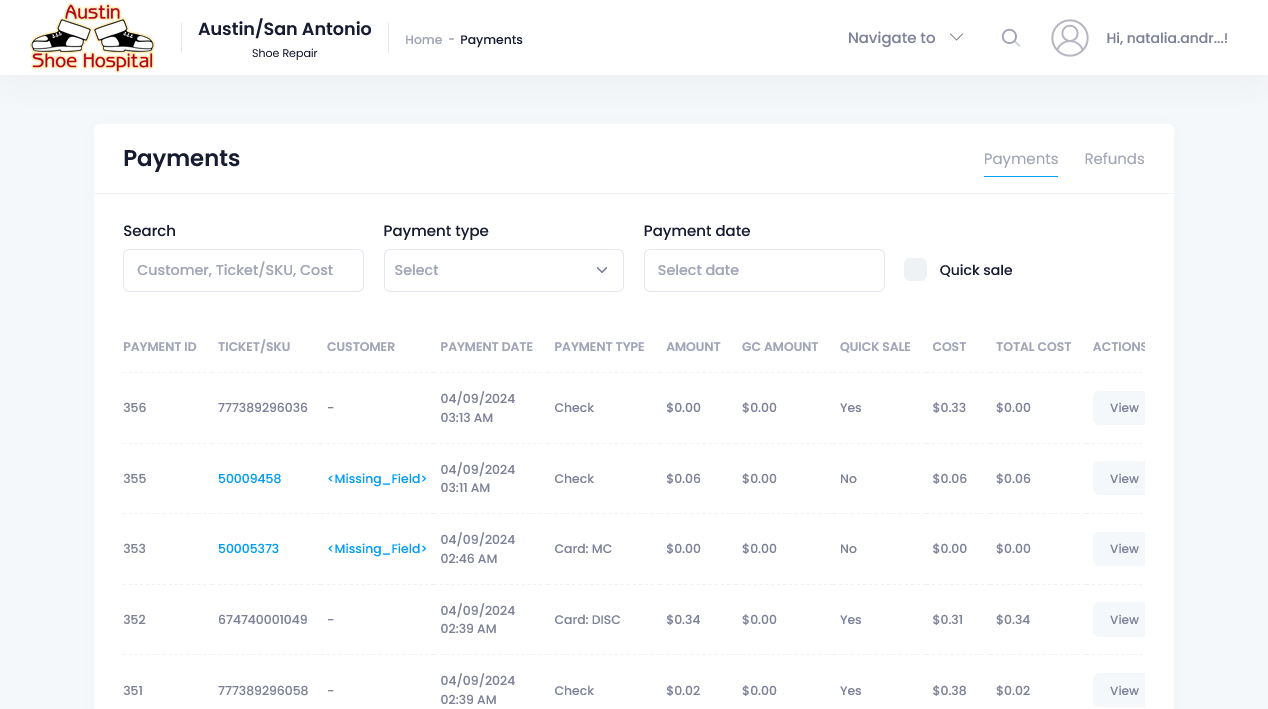 Austin
Shoe Hospital
Austin/San Antonio
Shoe Repair
Home - Payments
Navigate to
Hi, natalia.andr...!
Payments
Payments Refunds
Search Payment type Payment date
Customer, Ticket/SKU, Cost Select Select date Quick sale
PAYMENT ID TICKET/SKU CUSTOMER PAYMENT DATE PAYMENT TYPE AMOUNT GC AMOUNT QUICK SALE COST TOTAL COST ACTIONS
356 777389296036 - 04/09/2024 03:13 AM Check $0.00 $0.00 Yes $0.33 $0.00 View
355 50009458 <Missing_Field> 04/09/2024 03:11 AM Check $0.06 $0.00 No $0.06 $0.06 View
353 50005373 <Missing_Field> 04/09/2024 02:46 AM Card: MC $0.00 $0.00 No $0.00 $0.00 View
352 674740001049 - 04/09/2024 02:39 AM Card: DISC $0.34 $0.00 Yes $0.31 $0.34 View
351 777389296058 - 04/09/2024 02:39 AM Check $0.02 $0.00 Yes $0.38 $0.02 View